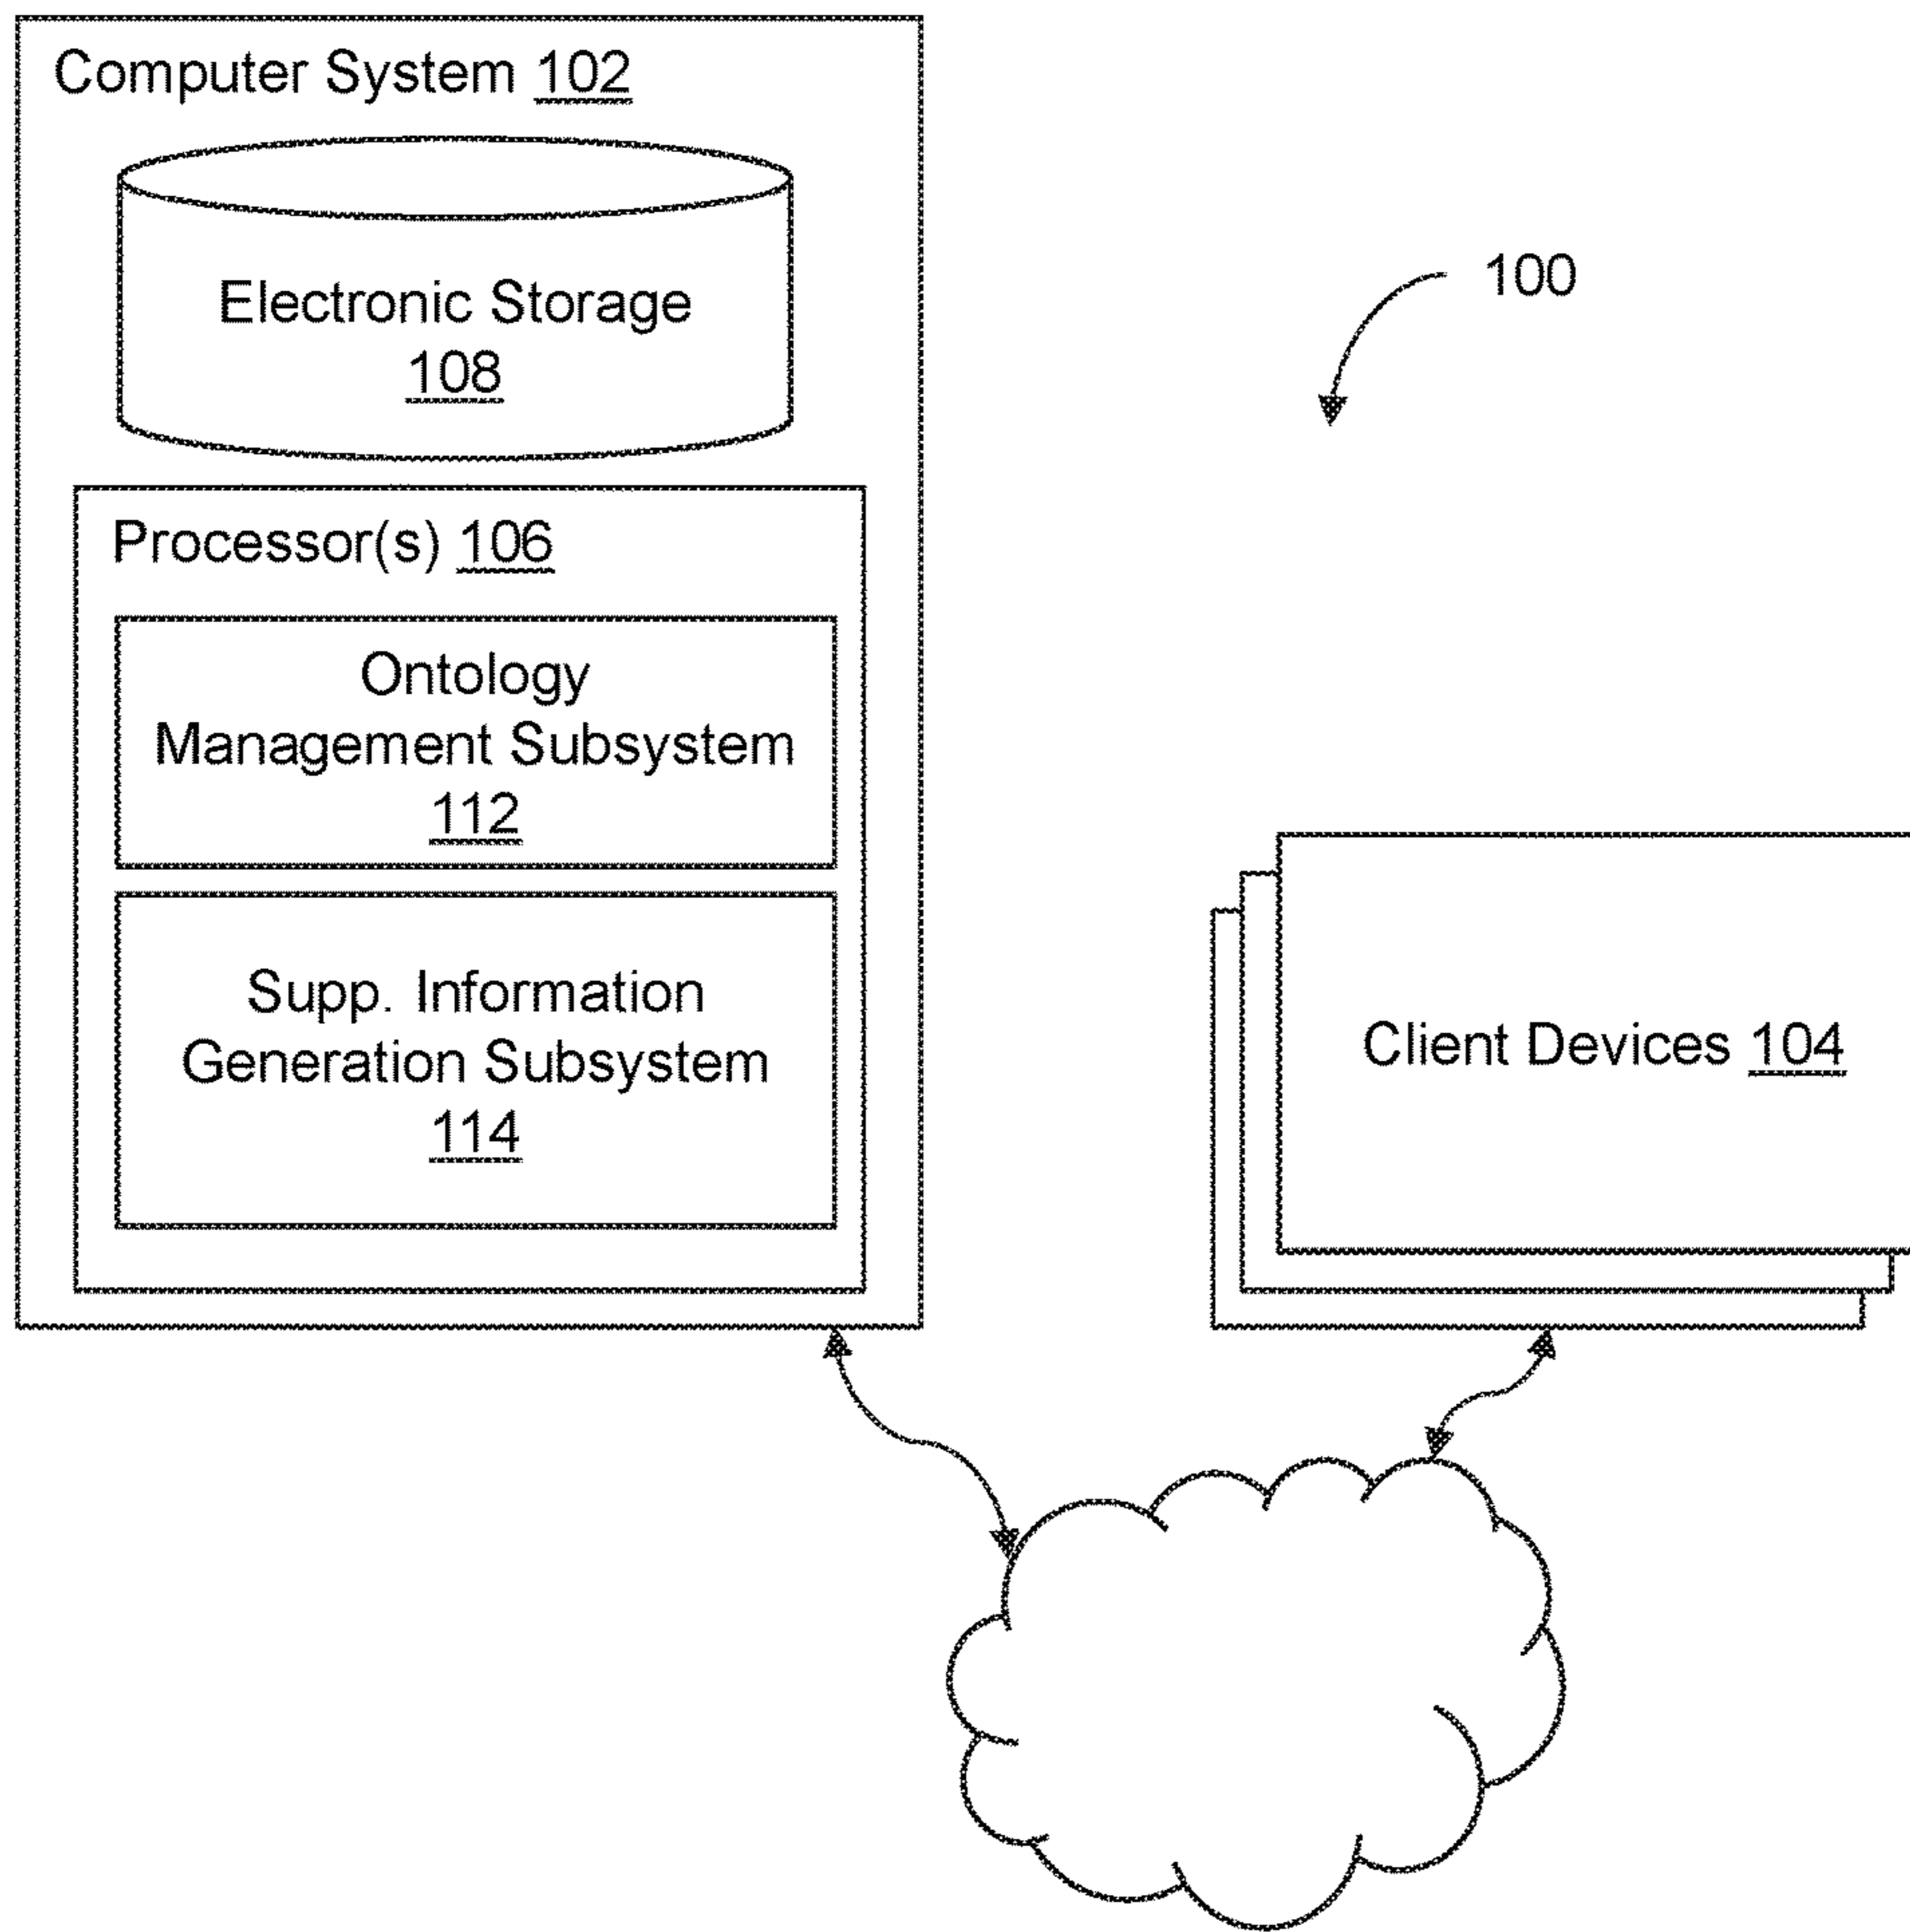 Computer System 102
Electronic Storage
108
100
Processor(s) 106
Ontology
Management Subsystem
112
Supp. Information
Generation Subsystem
114
Client Devices 104